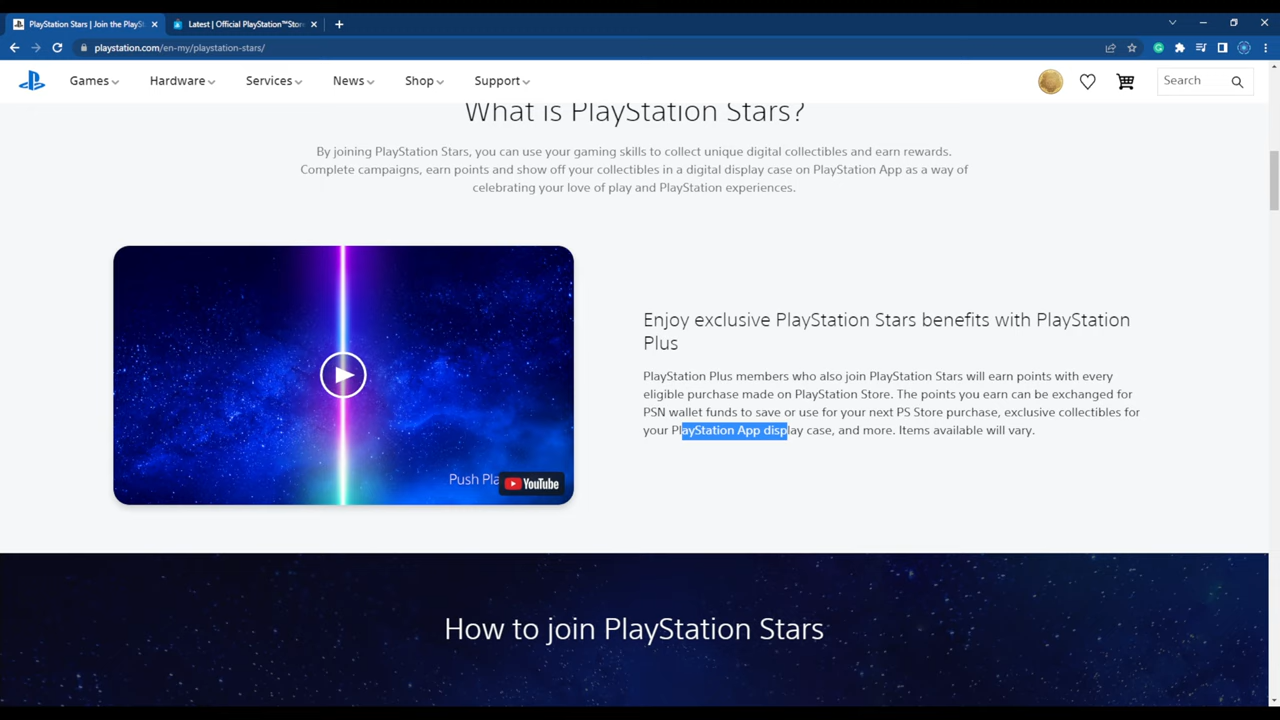 PlayStation Stars | Join the PlayS
Latest | Official PlayStation™Store
playstation.com/en-my/playstation-stars/
Games
Hardware
Services
News
Shop
Support
Search
What is PlayStation Stars?
By joining PlayStation Stars, you can use your gaming skills to collect unique digital collectibles and earn rewards.
Complete campaigns, earn points and show off your collectibles in a digital display case on PlayStation App as a way of
celebrating your love of play and PlayStation experiences.
Push Pla
YouTube
Enjoy exclusive PlayStation Stars benefits with PlayStation
Plus
PlayStation Plus members who also join PlayStation Stars will earn points with every
eligible purchase made on PlayStation Store. The points you earn can be exchanged for
PSN wallet funds to save or use for your next PS Store purchase, exclusive collectibles for
your PlayStation App display case, and more. Items available will vary.
How to join PlayStation Stars